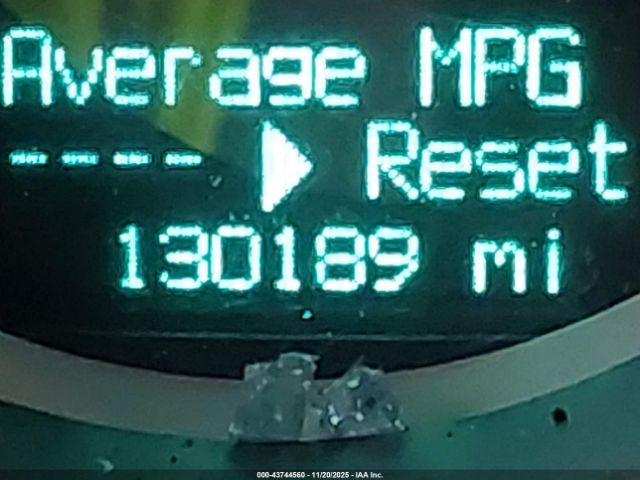 Average MPG
---- ▶ Reset
130189 mi
000-43744560 - 11/20/2025 - IAA Inc.